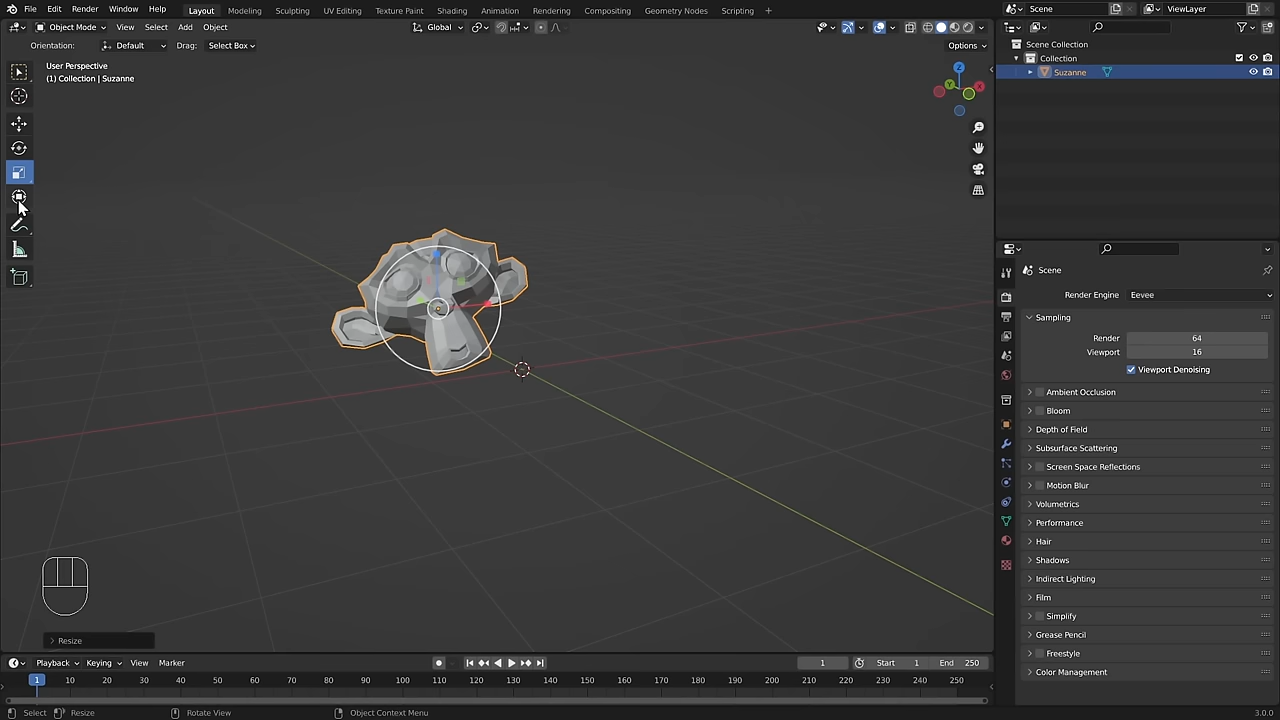 File Edit Render Window Help Layout Modeling Sculpting UV Editing Texture Paint Shading Animation Rendering Compositing Geometry Nodes Scripting + Scene ViewLayer
Object Mode View Select Add Object Global
Orientation: Default Drag: Select Box Options
User Perspective
(1) Collection | Suzanne
Z
Y
X
Scene Collection
Collection
Suzanne
Scene
Render Engine Eevee
Sampling
Render 64
Viewport 16
Viewport Denoising
Ambient Occlusion
Bloom
Depth of Field
Subsurface Scattering
Screen Space Reflections
Motion Blur
Volumetrics
Performance
Hair
Shadows
Indirect Lighting
Film
Simplify
Grease Pencil
Freestyle
Color Management
Resize
Playback Keying View Marker 1 Start 1 End 250
1 10 20 30 40 50 60 70 80 90 100 110 120 130 140 150 160 170 180 190 200 210 220 230 240 250
Select Resize Rotate View Object Context Menu 3.0.0